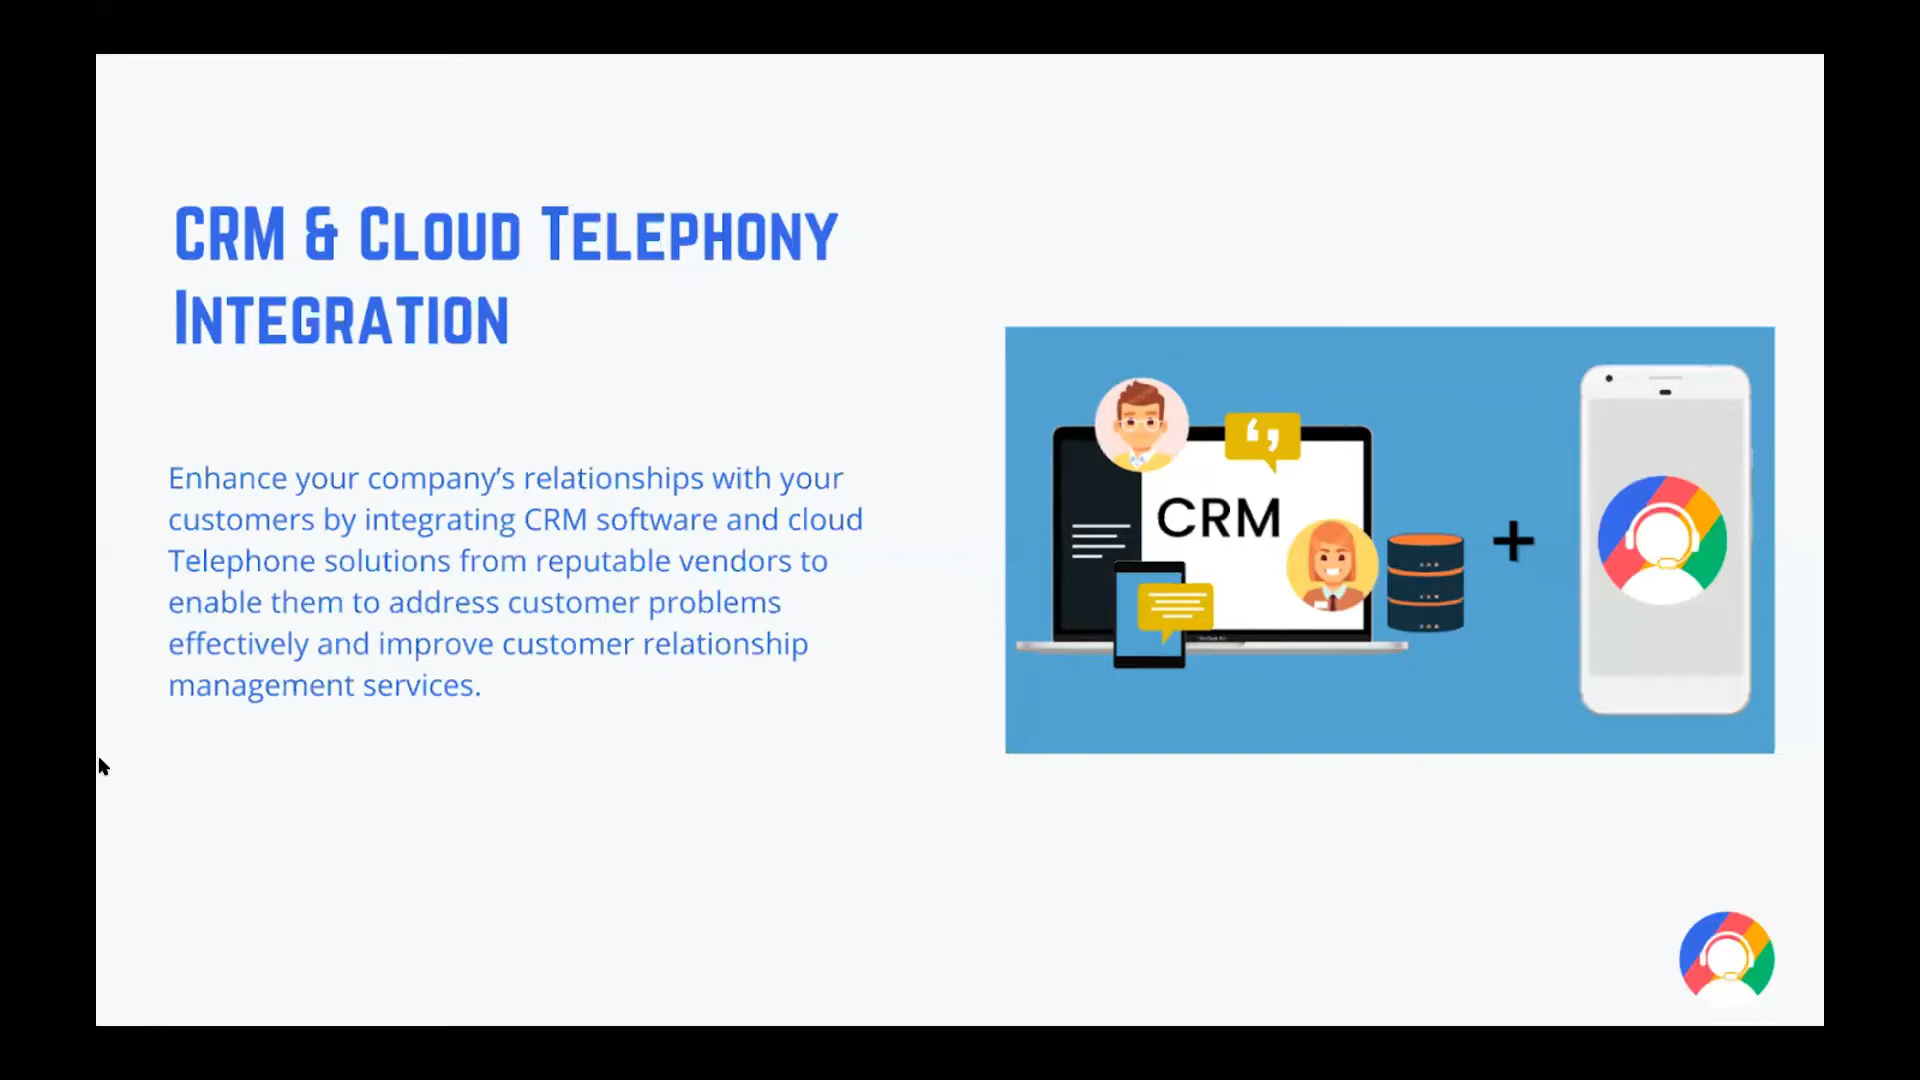 CRM & Cloud Telephony
Integration
Enhance your company’s relationships with your
customers by integrating CRM software and cloud
Telephone solutions from reputable vendors to
enable them to address customer problems
effectively and improve customer relationship
management services.
CRM